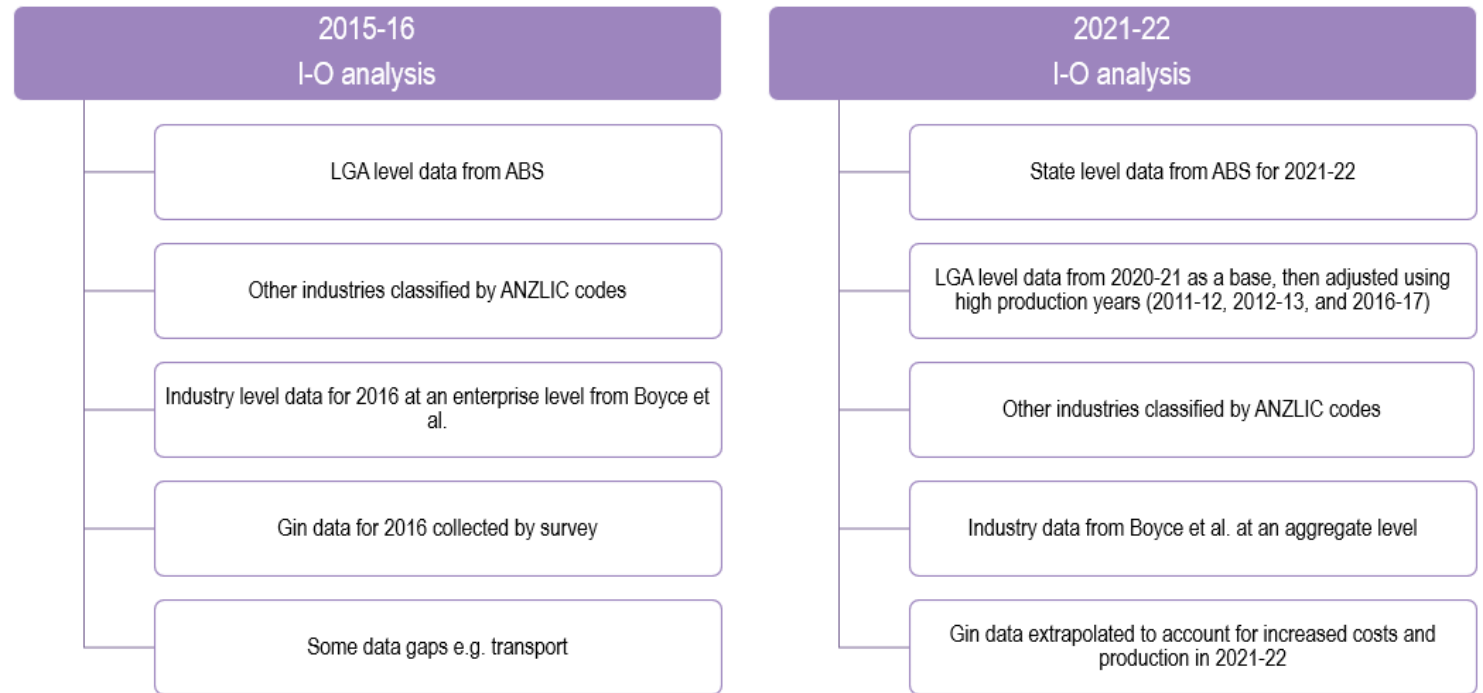 2015-16
I-O analysis
LGA level data from ABS
Other industries classified by ANZLIC codes
Industry level data for 2016 at an enterprise level from Boyce et
al.
Gin data for 2016 collected by survey
Some data gaps e.g. transport
2021-22
I-O analysis
State level data from ABS for 2021-22
LGA level data from 2020-21 as a base, then adjusted using
high production years (2011-12, 2012-13, and 2016-17)
Other industries classified by ANZLIC codes
Industry data from Boyce et al. at an aggregate level
Gin data extrapolated to account for increased costs and
production in 2021-22